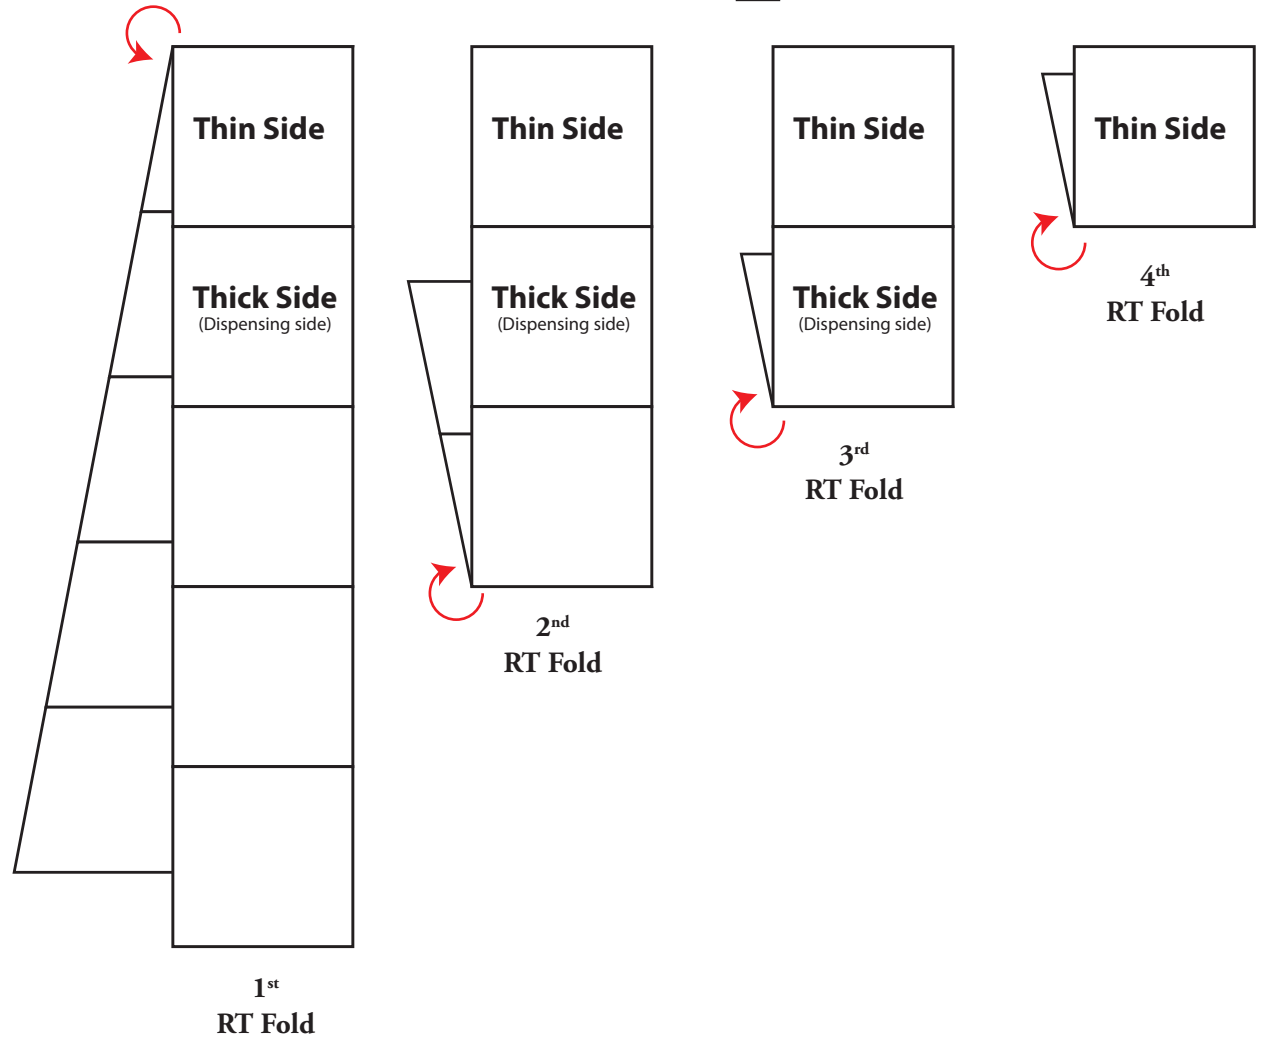 Thin Side
Thick Side
(Dispensing side)
1st
RT Fold
Thin Side
Thick Side
(Dispensing side)
2nd
RT Fold
Thin Side
Thick Side
(Dispensing side)
3rd
RT Fold
Thin Side
4th
RT Fold